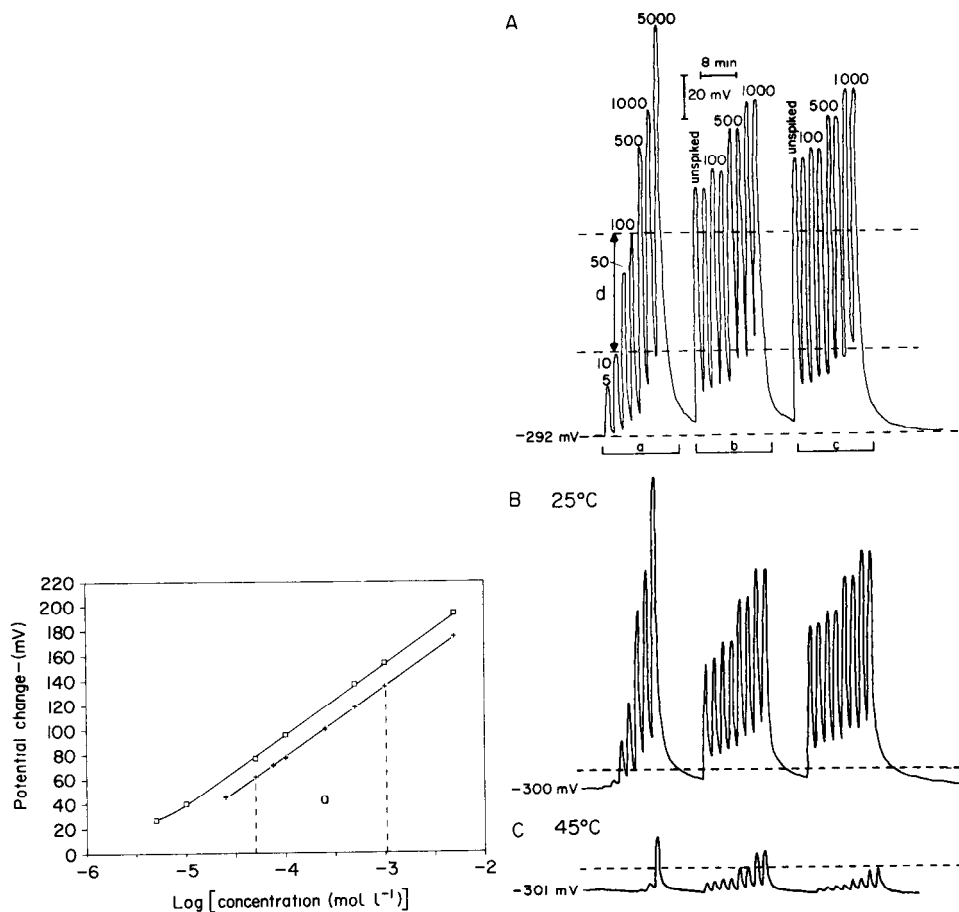 A
5000
8 min
20 mV
1000
500
unspiked
100
500
1000
unspiked
100
500
1000
100
50
d
10
5
-292 mV
a
b
c
B 25°C
-300 mV
C 45°C
-301 mV
220
200
180
160
140
120
100
80
60
40
20
0
-6
-5
-4
-3
-2
Potential change-(mV)
Log [concentration (mol l⁻¹)]